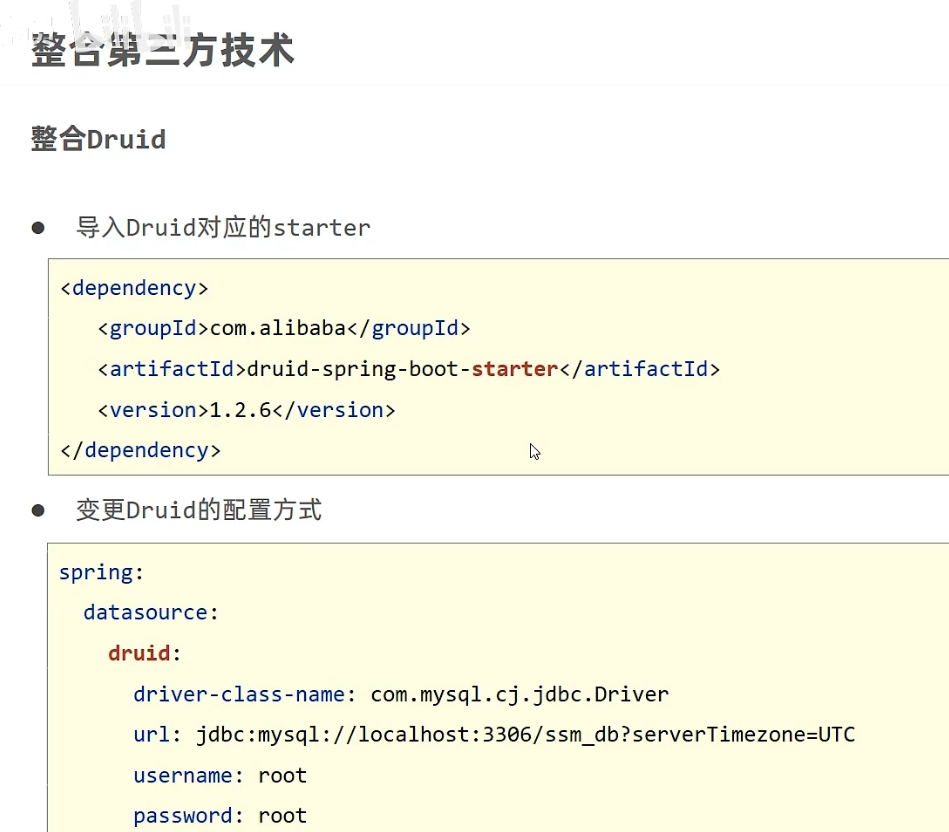 整合第三方技术
整合Druid
● 导入Druid对应的starter
<dependency>
<groupId>com.alibaba</groupId>
<artifactId>druid-spring-boot-starter</artifactId>
<version>1.2.6</version>
</dependency>
● 变更Druid的配置方式
spring:
datasource:
druid:
driver-class-name: com.mysql.cj.jdbc.Driver
url: jdbc:mysql://localhost:3306/ssm_db?serverTimezone=UTC
username: root
password: root